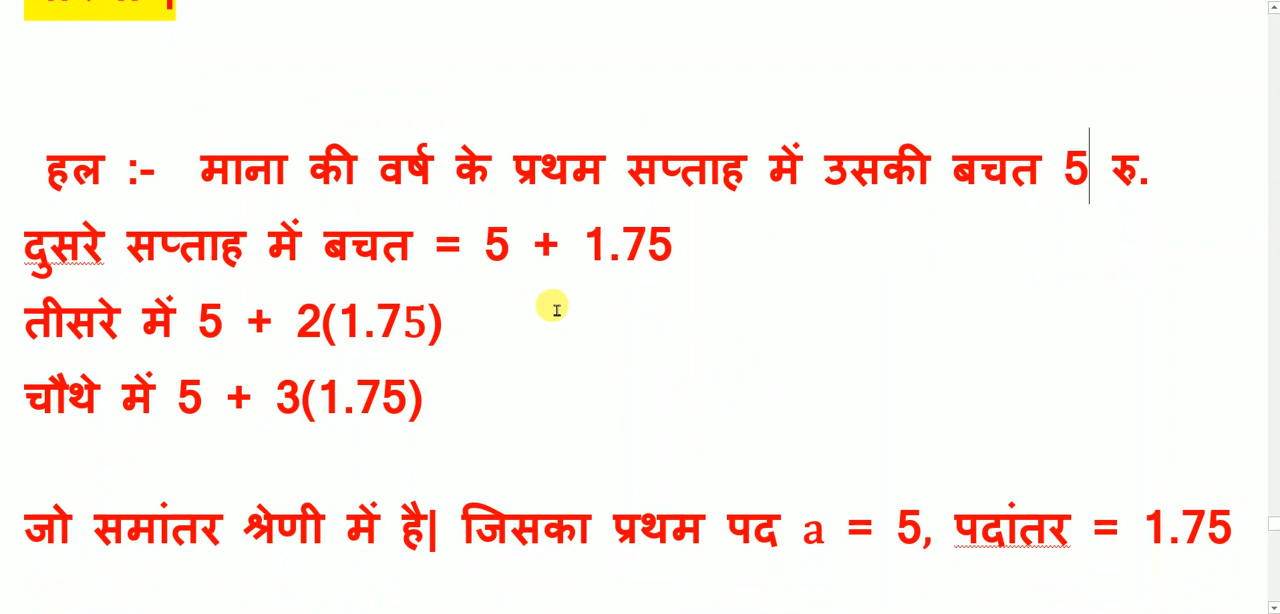 हल :- माना की वर्ष के प्रथम सप्ताह में उसकी बचत 5 रु.
दुसरे सप्ताह में बचत = 5 + 1.75
तीसरे में 5 + 2(1.75)
चौथे में 5 + 3(1.75)
जो समांतर श्रेणी में है| जिसका प्रथम पद a = 5, पदांतर = 1.75